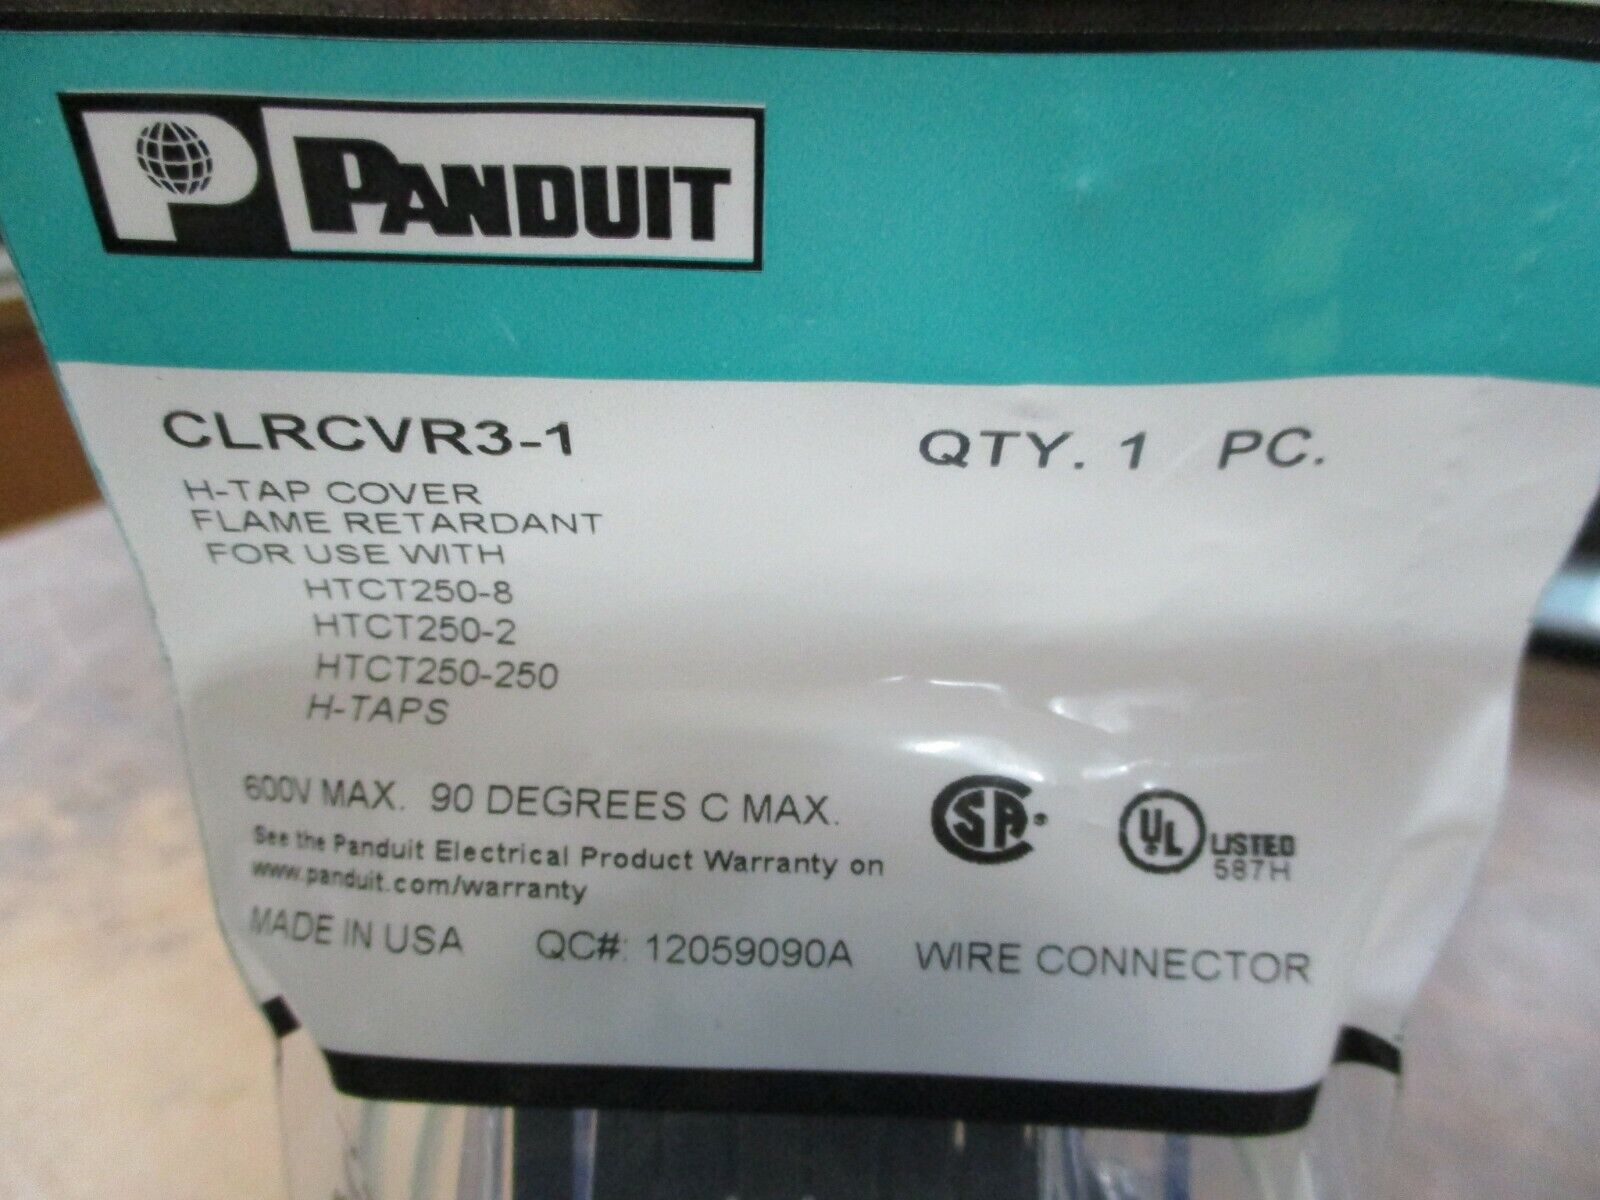 P PANDUIT
CLRCVR3-1 QTY. 1 PC.
H-TAP COVER
FLAME RETARDANT
FOR USE WITH
HTCT250-8
HTCT250-2
HTCT250-250
H-TAPS
600V MAX. 90 DEGREES C MAX.
See the Panduit Electrical Product Warranty on
www.panduit.com/warranty
CSA® UL LISTED
587H
MADE IN USA QC#: 12059090A WIRE CONNECTOR